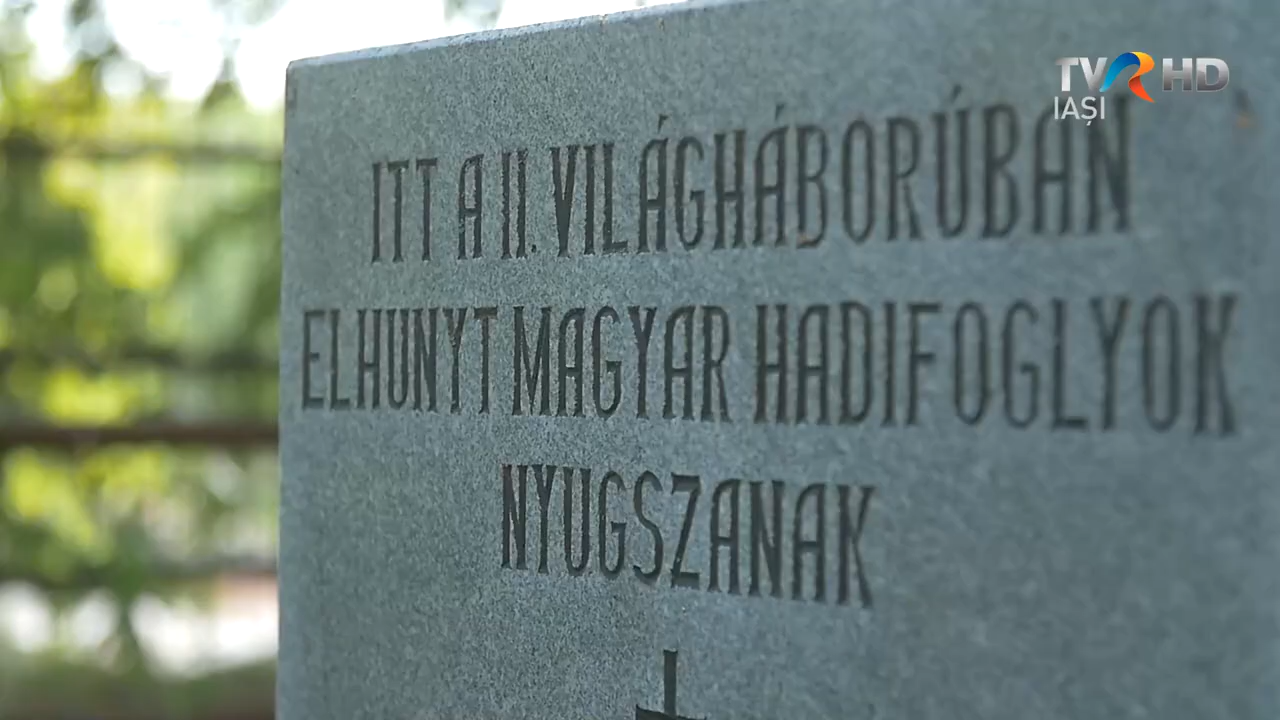 TVR HD
IAȘI
ITT A II. VILÁGHÁBORÚBAN
ELHUNYT MAGYAR HADIFOGLYOK
NYUGSZANAK